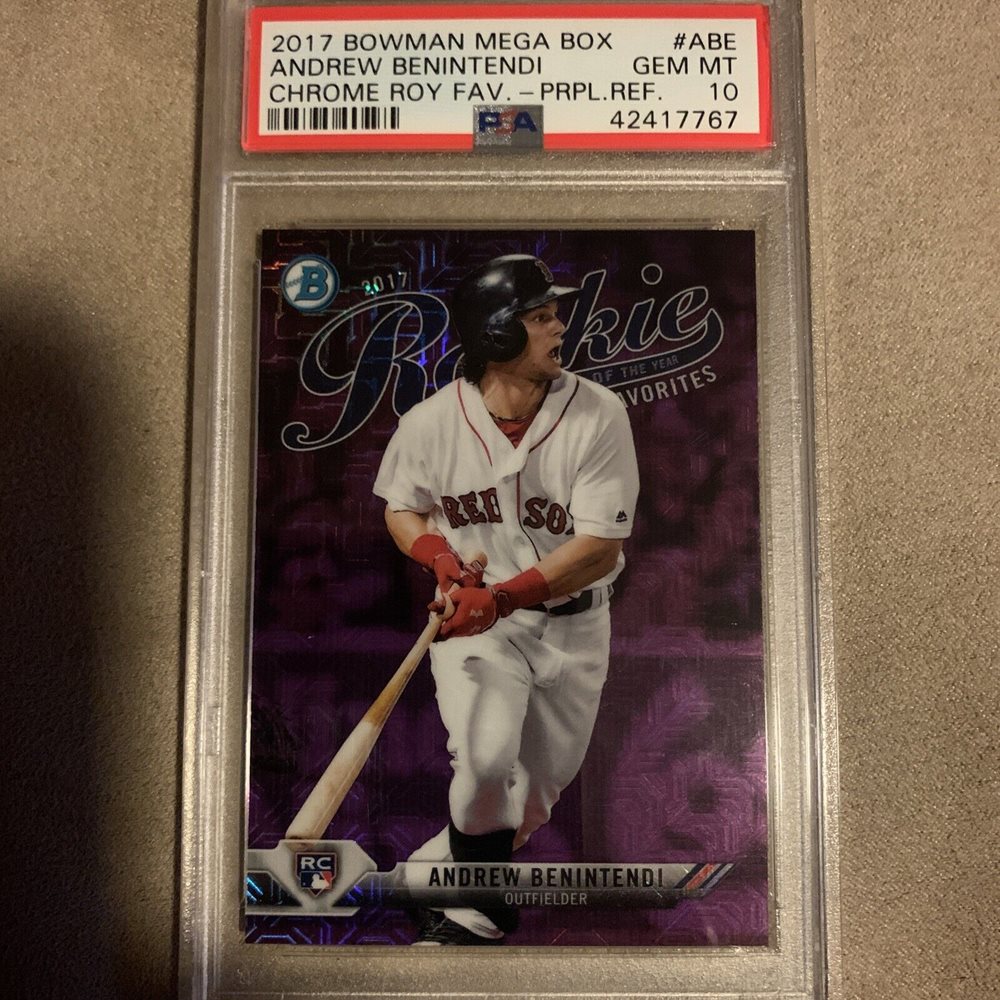 2017 BOWMAN MEGA BOX #ABE
ANDREW BENINTENDI GEM MT
CHROME ROY FAV.-PRPL.REF. 10
PSA 42417767
B
2017
Rookie
OF THE YEAR
FAVORITES
RED SOX
RC
ANDREW BENINTENDI
OUTFIELDER